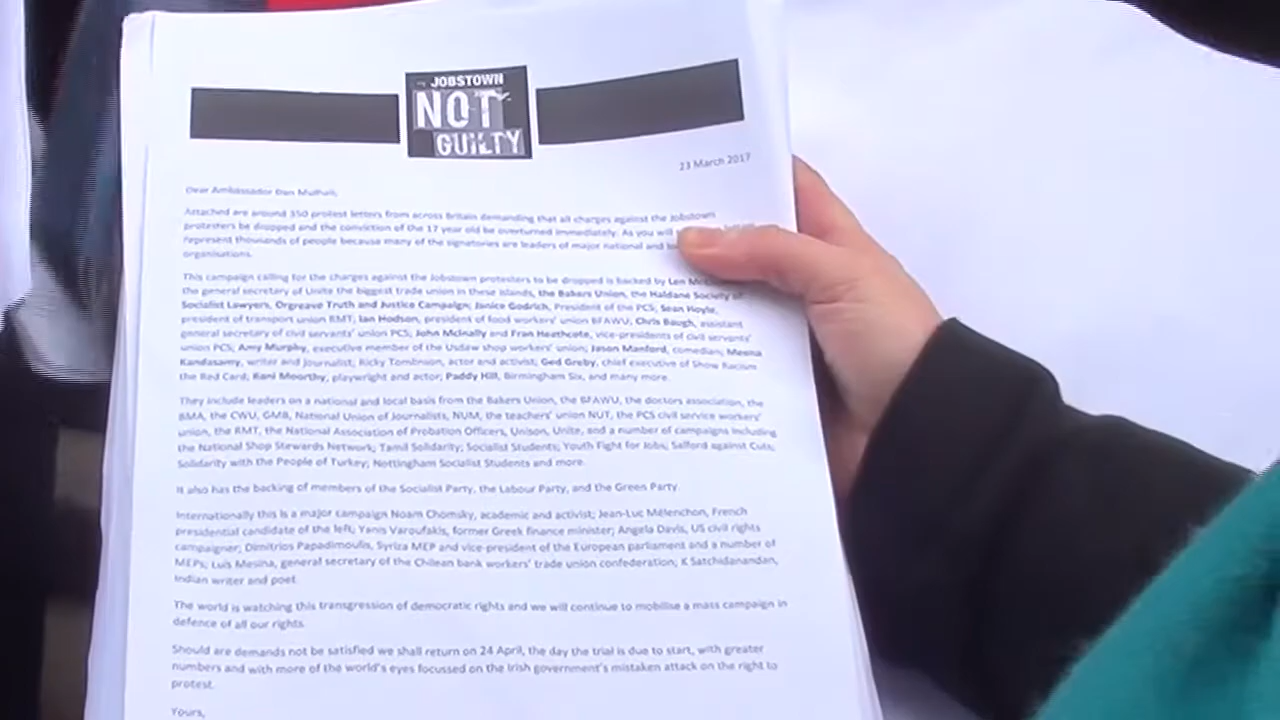 JOBSTOWN
NOT
GUILTY
23 March 2017
Dear Ambassador Dan Mulhall,
Attached are around 350 protest letters from across Britain demanding that all charges against the Jobstown
protesters be dropped and the conviction of the 17 year old be overturned immediately. As you will
represent thousands of people because many of the signatories are leaders of major national and
organisations.
This campaign calling for the charges against the Jobstown protesters to be dropped is backed by Len
the general secretary of Unite the biggest trade union in these islands, the Bakers Union, the Haldane Society of
Socialist Lawyers, Orgreave Truth and Justice Campaign; Janice Godrich, President of the PCS; Sean Hoyle,
president of transport union RMT; Ian Hodson, president of food workers' union BFAWU, Chris Baugh, assistant
general secretary of civil servants' union PCS; John McInally and Fran Heathcote, vice-presidents of civil servants'
union PCS; Amy Murphy, executive member of the Usdaw shop workers' union; Jason Manford, comedian; Meena
Kandasamy, writer and journalist; Ricky Tomlinson, actor and activist; Ged Greby, chief executive of Show Racism
the Red Card; Rani Moorthy, playwright and actor; Paddy Hill, Birmingham Six, and many more.
They include leaders on a national and local basis from the Bakers Union, the BFAWU, the doctors association, the
BMA, the CWU, GMB, National Union of Journalists, NUM, the teachers' union NUT, the PCS civil service workers'
union, the RMT, the National Association of Probation Officers, Unison, Unite, and a number of campaigns including
the National Shop Stewards Network; Tamil Solidarity; Socialist Students; Youth Fight for Jobs; Salford against Cuts;
Solidarity with the People of Turkey; Nottingham Socialist Students and more.
It also has the backing of members of the Socialist Party, the Labour Party, and the Green Party.
Internationally this is a major campaign Noam Chomsky, academic and activist; Jean-Luc Mélenchon, French
presidential candidate of the left; Yanis Varoufakis, former Greek finance minister; Angela Davis, US civil rights
campaigner; Dimitrios Papadimoulis, Syriza MEP and vice-president of the European parliament and a number of
MEPs; Luis Mesina, general secretary of the Chilean bank workers' trade union confederation; K Satchidanandan,
Indian writer and poet.
The world is watching this transgression of democratic rights and we will continue to mobilise a mass campaign in
defence of all our rights.
Should are demands not be satisfied we shall return on 24 April, the day the trial is due to start, with greater
numbers and with more of the world's eyes focussed on the Irish government's mistaken attack on the right to
protest.
Yours,